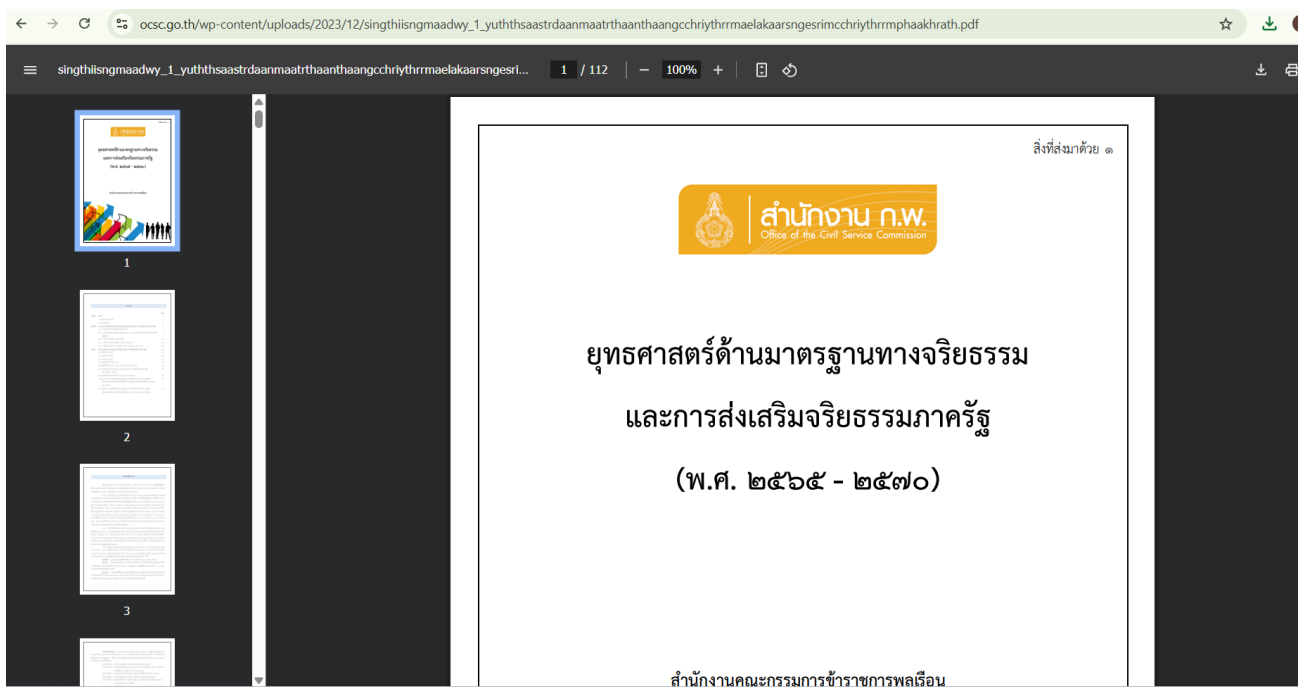 ocsc.go.th/wp-content/uploads/2023/12/singthiisngmaadwy_1_yuththsaastrdaanmaatrthaanthaangcchriythrrmaelakaarsngesrimcchriythrrmphaakhrath.pdf
singthiisngmaadwy_1_yuththsaastrdaanmaatrthaanthaangcchriythrrmaelakaarsngesri... 1 / 112 100%
1
2
3
สิ่งที่ส่งมาด้วย ๑
สำนักงาน ก.พ.
Office of the Civil Service Commission
ยุทธศาสตร์ด้านมาตรฐานทางจริยธรรม
และการส่งเสริมจริยธรรมภาครัฐ
(พ.ศ. ๒๕๖๕ - ๒๕๗๐)
สำนักงานคณะกรรมการข้าราชการพลเรือน